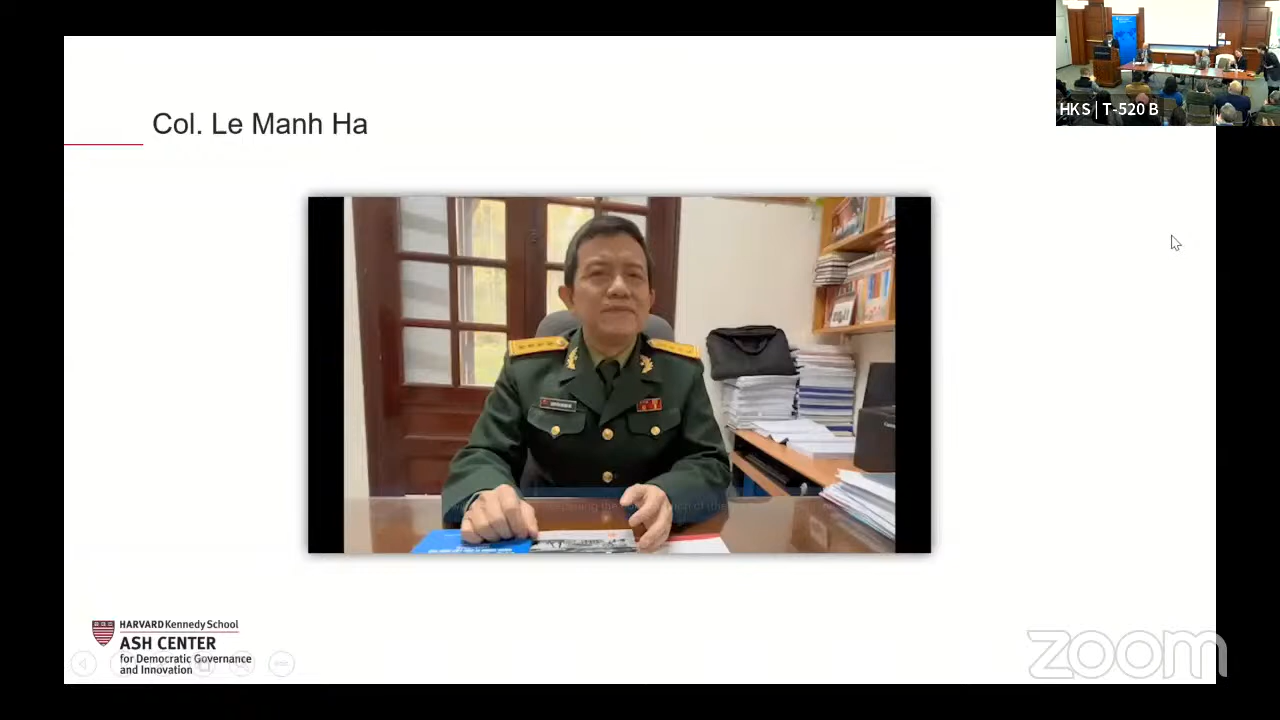 HKS | T-520 B
Col. Le Manh Ha
HARVARD Kennedy School
ASH CENTER
for Democratic Governance
and Innovation
zoom